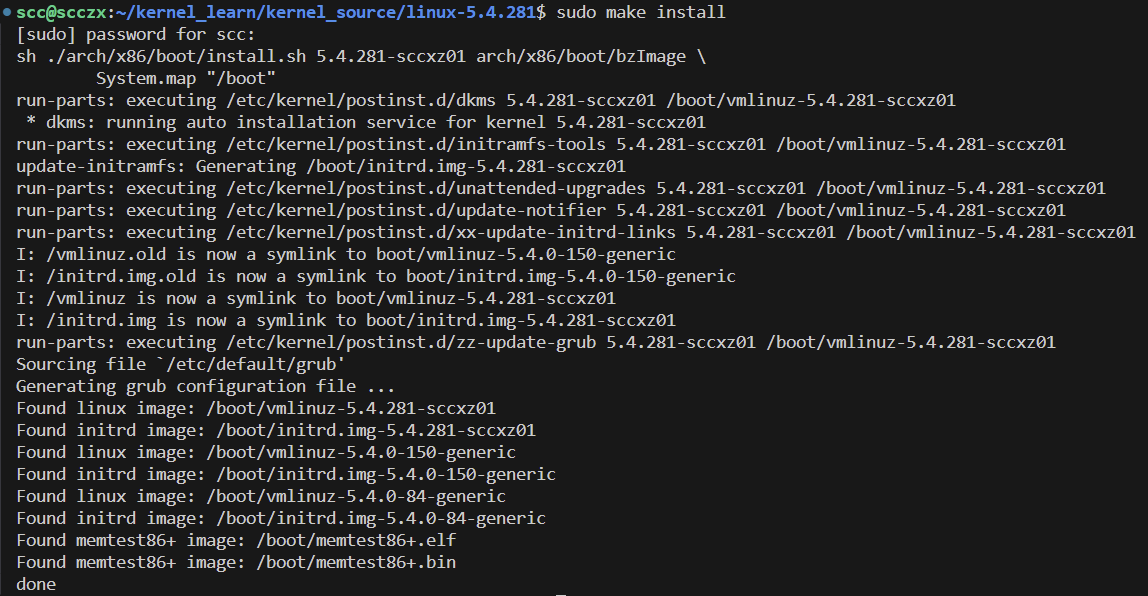 scc@scczx:~/kernel_learn/kernel_source/linux-5.4.281$ sudo make install
[sudo] password for scc:
sh ./arch/x86/boot/install.sh 5.4.281-sccxz01 arch/x86/boot/bzImage \
        System.map "/boot"
run-parts: executing /etc/kernel/postinst.d/dkms 5.4.281-sccxz01 /boot/vmlinuz-5.4.281-sccxz01
 * dkms: running auto installation service for kernel 5.4.281-sccxz01
run-parts: executing /etc/kernel/postinst.d/initramfs-tools 5.4.281-sccxz01 /boot/vmlinuz-5.4.281-sccxz01
update-initramfs: Generating /boot/initrd.img-5.4.281-sccxz01
run-parts: executing /etc/kernel/postinst.d/unattended-upgrades 5.4.281-sccxz01 /boot/vmlinuz-5.4.281-sccxz01
run-parts: executing /etc/kernel/postinst.d/update-notifier 5.4.281-sccxz01 /boot/vmlinuz-5.4.281-sccxz01
run-parts: executing /etc/kernel/postinst.d/xx-update-initrd-links 5.4.281-sccxz01 /boot/vmlinuz-5.4.281-sccxz01
I: /vmlinuz.old is now a symlink to boot/vmlinuz-5.4.0-150-generic
I: /initrd.img.old is now a symlink to boot/initrd.img-5.4.0-150-generic
I: /vmlinuz is now a symlink to boot/vmlinuz-5.4.281-sccxz01
I: /initrd.img is now a symlink to boot/initrd.img-5.4.281-sccxz01
run-parts: executing /etc/kernel/postinst.d/zz-update-grub 5.4.281-sccxz01 /boot/vmlinuz-5.4.281-sccxz01
Sourcing file `/etc/default/grub'
Generating grub configuration file ...
Found linux image: /boot/vmlinuz-5.4.281-sccxz01
Found initrd image: /boot/initrd.img-5.4.281-sccxz01
Found linux image: /boot/vmlinuz-5.4.0-150-generic
Found initrd image: /boot/initrd.img-5.4.0-150-generic
Found linux image: /boot/vmlinuz-5.4.0-84-generic
Found initrd image: /boot/initrd.img-5.4.0-84-generic
Found memtest86+ image: /boot/memtest86+.elf
Found memtest86+ image: /boot/memtest86+.bin
done